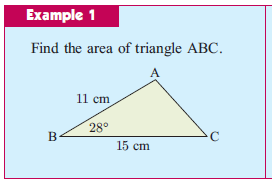 Example 1
Find the area of triangle ABC.
A
11 cm
28°
B
C
15 cm